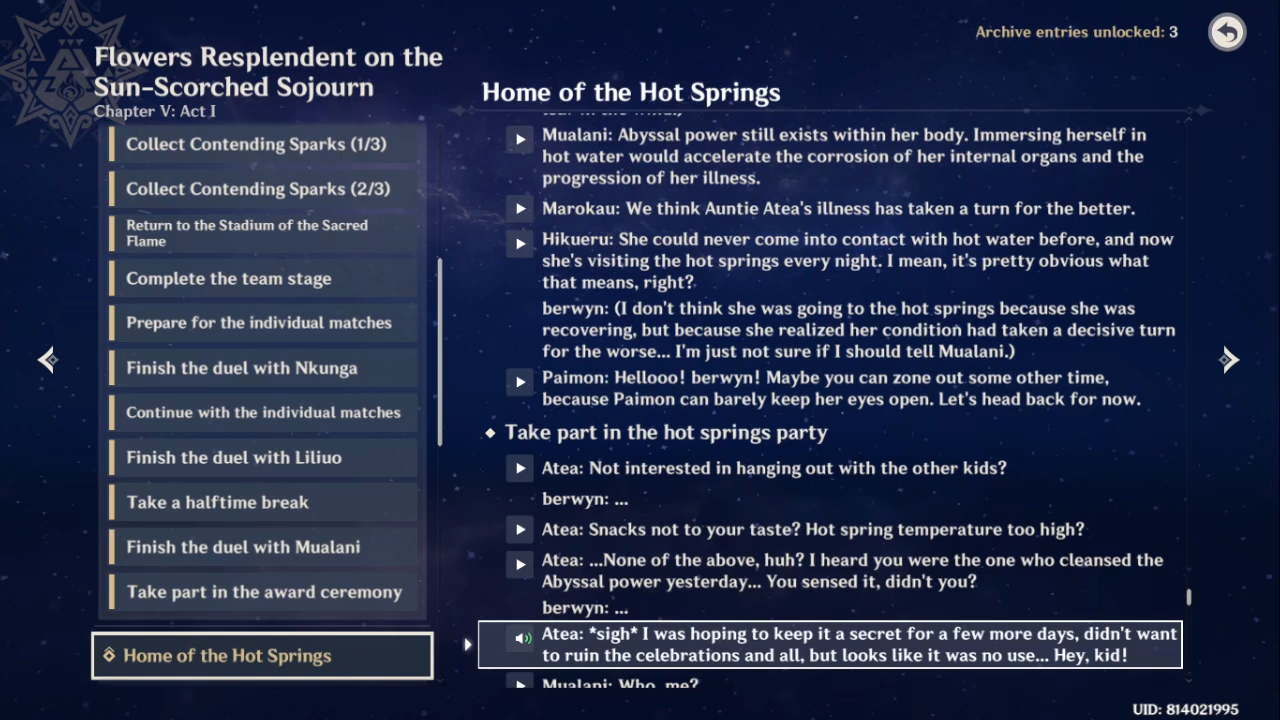 Archive entries unlocked: 3
Flowers Resplendent on the
Sun-Scorched Sojourn
Chapter V: Act I
Collect Contending Sparks (1/3)
Collect Contending Sparks (2/3)
Return to the Stadium of the Sacred
Flame
Complete the team stage
Prepare for the individual matches
Finish the duel with Nkunga
Continue with the individual matches
Finish the duel with Liliuo
Take a halftime break
Finish the duel with Mualani
Take part in the award ceremony
Home of the Hot Springs
Home of the Hot Springs
Mualani: Abyssal power still exists within her body. Immersing herself in
hot water would accelerate the corrosion of her internal organs and the
progression of her illness.
Marokau: We think Auntie Atea's illness has taken a turn for the better.
Hikueru: She could never come into contact with hot water before, and now
she's visiting the hot springs every night. I mean, it's pretty obvious what
that means, right?
berwyn: (I don't think she was going to the hot springs because she was
recovering, but because she realized her condition had taken a decisive turn
for the worse... I'm just not sure if I should tell Mualani.)
Paimon: Hellooo! berwyn! Maybe you can zone out some other time,
because Paimon can barely keep her eyes open. Let's head back for now.
Take part in the hot springs party
Atea: Not interested in hanging out with the other kids?
berwyn: ...
Atea: Snacks not to your taste? Hot spring temperature too high?
Atea: ...None of the above, huh? I heard you were the one who cleansed the
Abyssal power yesterday... You sensed it, didn't you?
berwyn: ...
Atea: *sigh* I was hoping to keep it a secret for a few more days, didn't want
to ruin the celebrations and all, but looks like it was no use... Hey, kid!
Mualani: Who, me?
UID: 814021995